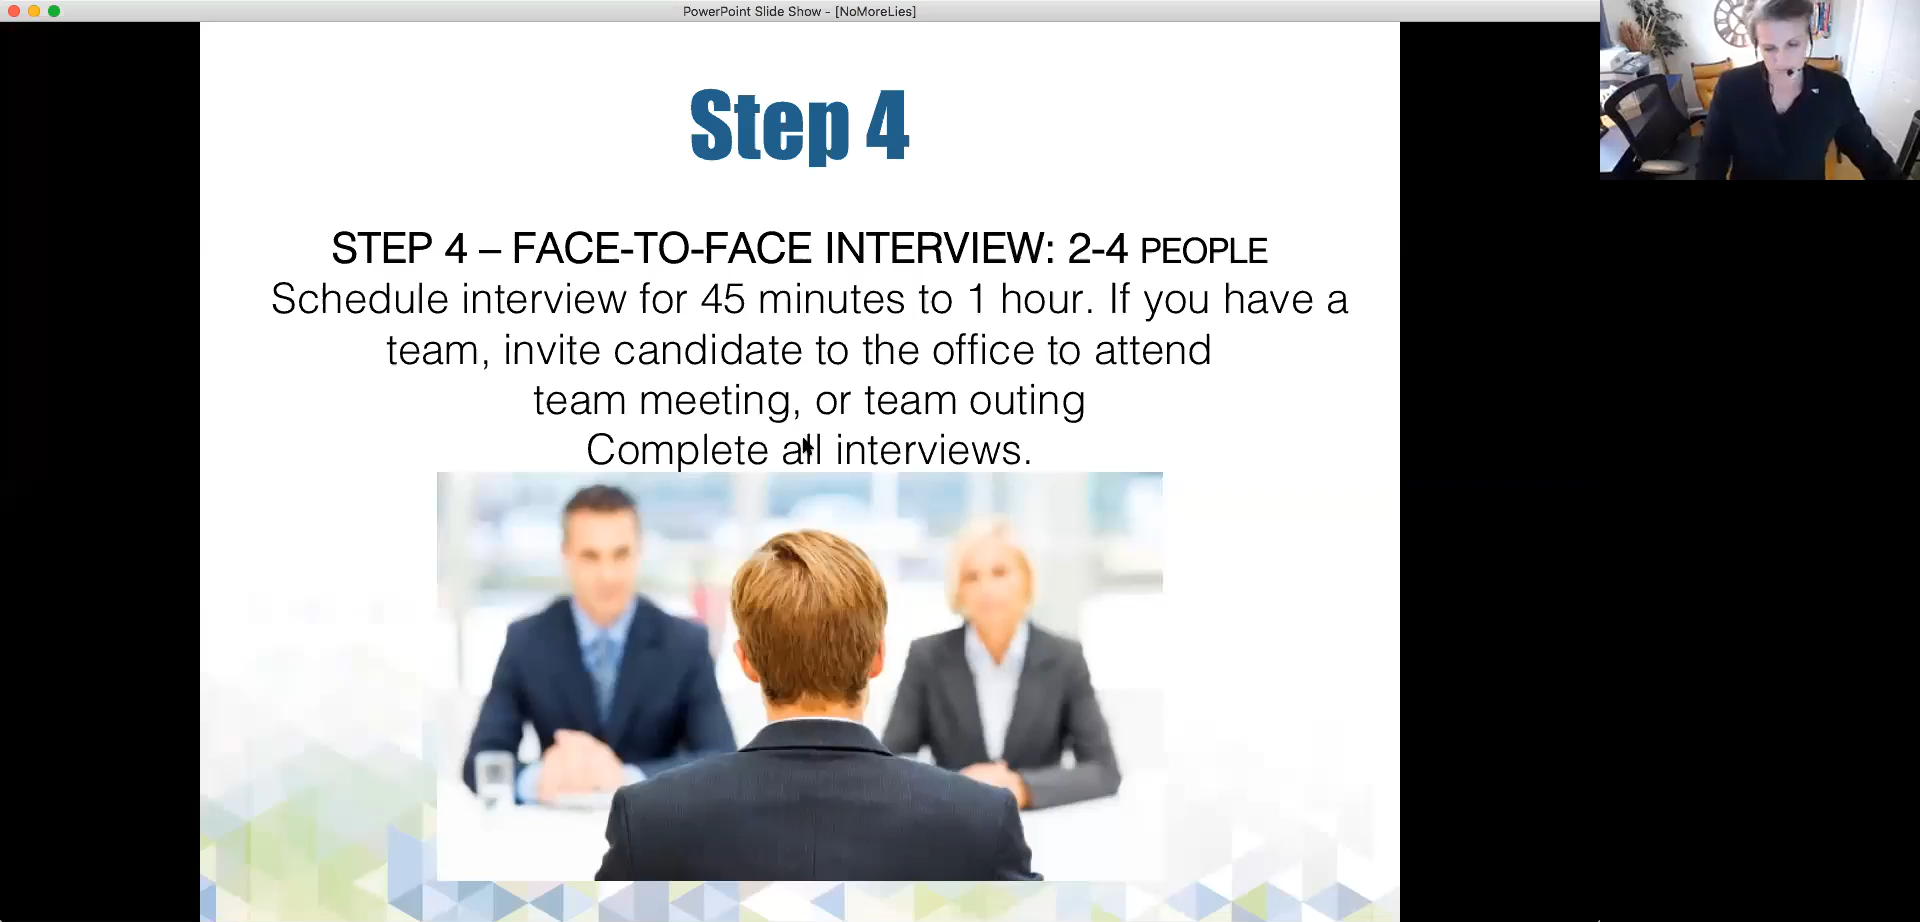 PowerPoint Slide Show - [NoMoreLies]
Step 4
STEP 4 – FACE-TO-FACE INTERVIEW: 2-4 PEOPLE
Schedule interview for 45 minutes to 1 hour. If you have a
team, invite candidate to the office to attend
team meeting, or team outing
Complete all interviews.